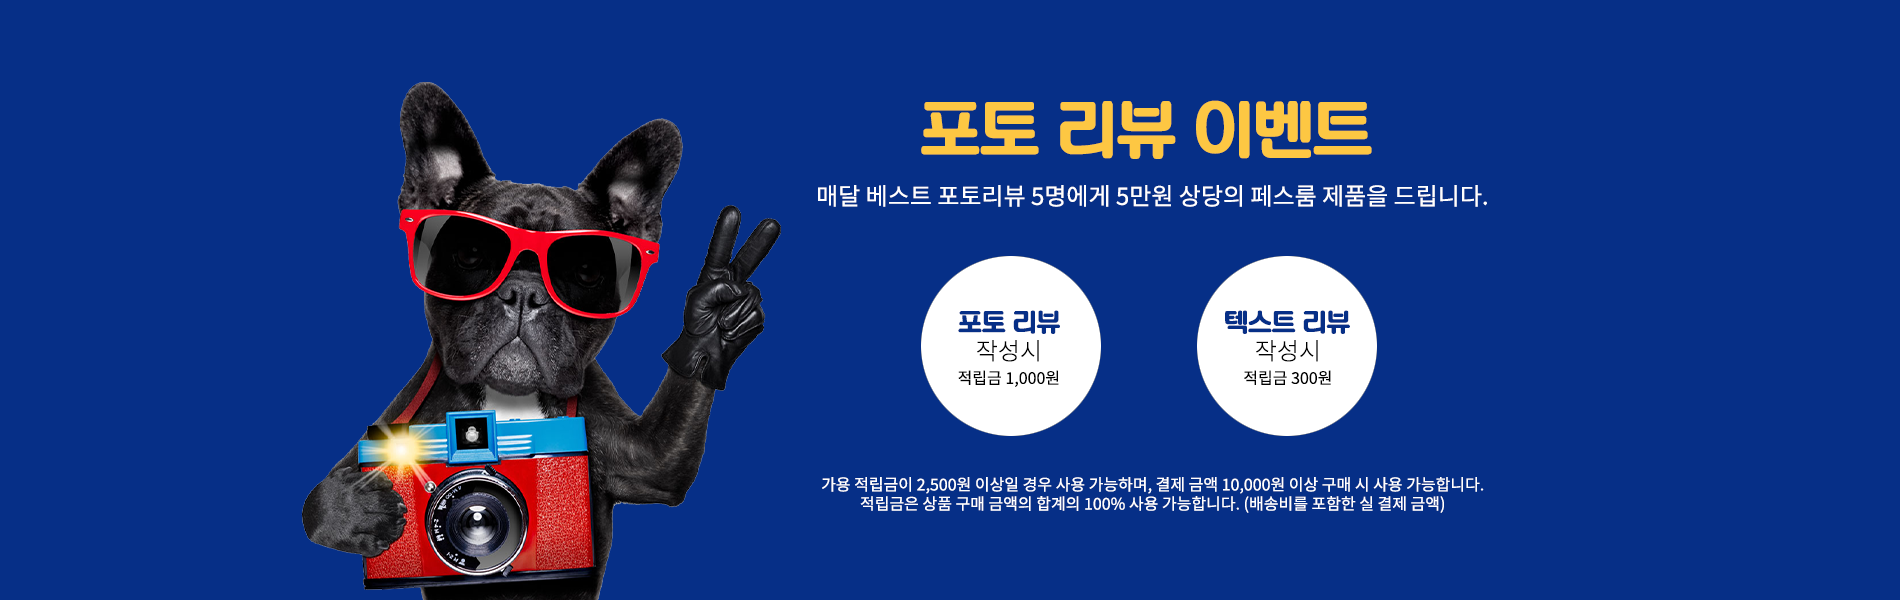 포토 리뷰 이벤트
매달 베스트 포토리뷰 5명에게 5만원 상당의 페스룸 제품을 드립니다.
포토 리뷰
작성시
적립금 1,000원
텍스트 리뷰
작성시
적립금 300원
가용 적립금이 2,500원 이상일 경우 사용 가능하며, 결제 금액 10,000원 이상 구매 시 사용 가능합니다.
적립금은 상품 구매 금액의 합계의 100% 사용 가능합니다. (배송비를 포함한 실 결제 금액)